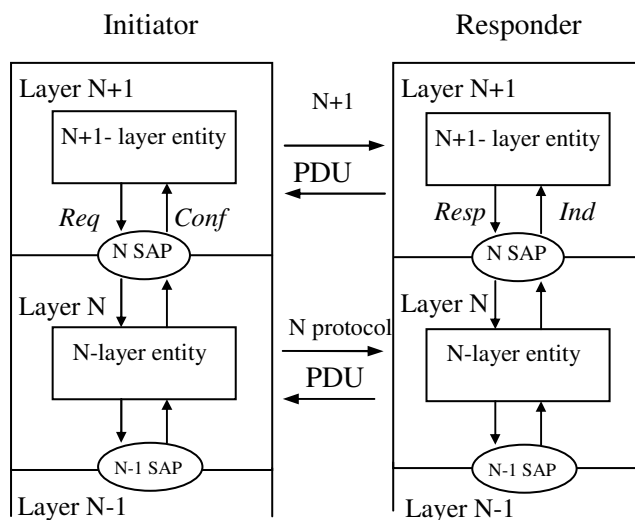 Initiator
Responder
Layer N+1
N+1- layer entity
Req
Conf
N SAP
Layer N
N-layer entity
N-1 SAP
Layer N-1
N+1
PDU
N protocol
PDU
Layer N+1
N+1- layer entity
Resp
Ind
N SAP
Layer N
N-layer entity
N-1 SAP
Layer N-1